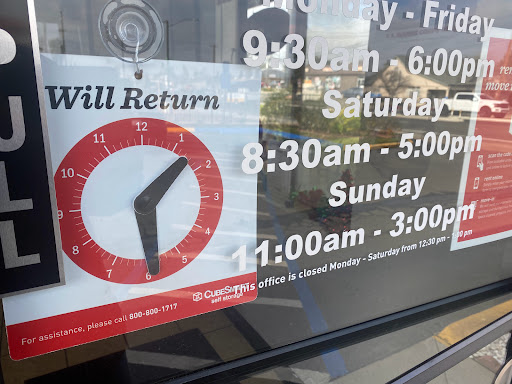 Will Return
12
1
2
3
4
5
6
7
8
9
10
11
CubeSmart
self storage
For assistance, please call 800-800-1717
Monday - Friday
9:30am - 6:00pm
Saturday
8:30am - 5:00pm
Sunday
11:00am - 3:00pm
This office is closed Monday - Saturday from 12:30 pm - 1:00 pm